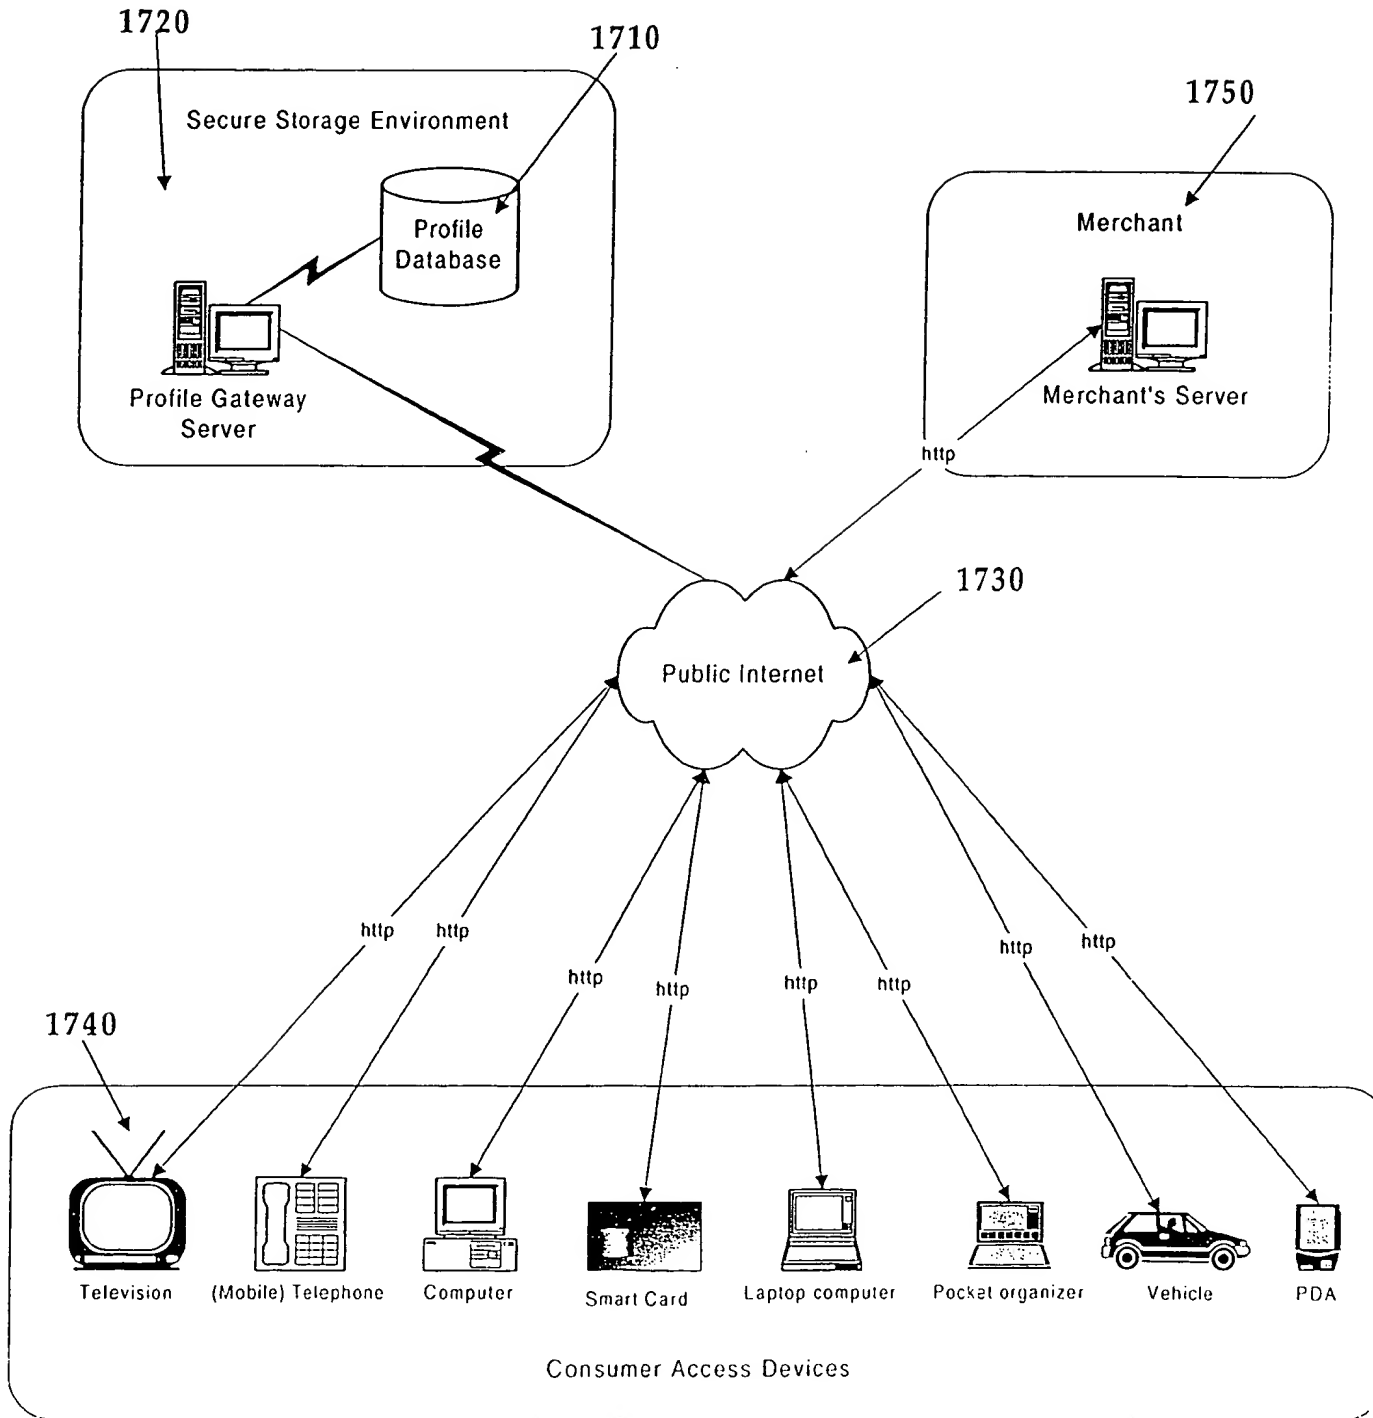 1720
1710
1750
Secure Storage Environment
Profile
Database
Profile Gateway
Server
Merchant
Merchant's Server
http
1730
Public Internet
http
http
http
http
http
http
http
http
1740
Television
(Mobile) Telephone
Computer
Smart Card
Laptop computer
Pocket organizer
Vehicle
PDA
Consumer Access Devices